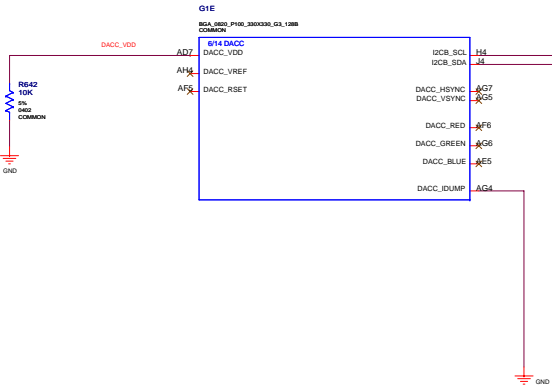 G1E
BGA_0820_P100_330X330_G3_128B
COMMON
6/14 DACC
DACC_VDD
AD7
DACC_VDD
I2CB_SCL
H4
I2CB_SDA
J4
AH4
DACC_VREF
AF5
DACC_RSET
DACC_HSYNC
AG7
DACC_VSYNC
AG5
DACC_RED
AF6
DACC_GREEN
AG6
DACC_BLUE
AE5
DACC_IDUMP
AG4
R642
10K
5%
0402
COMMON
GND
GND